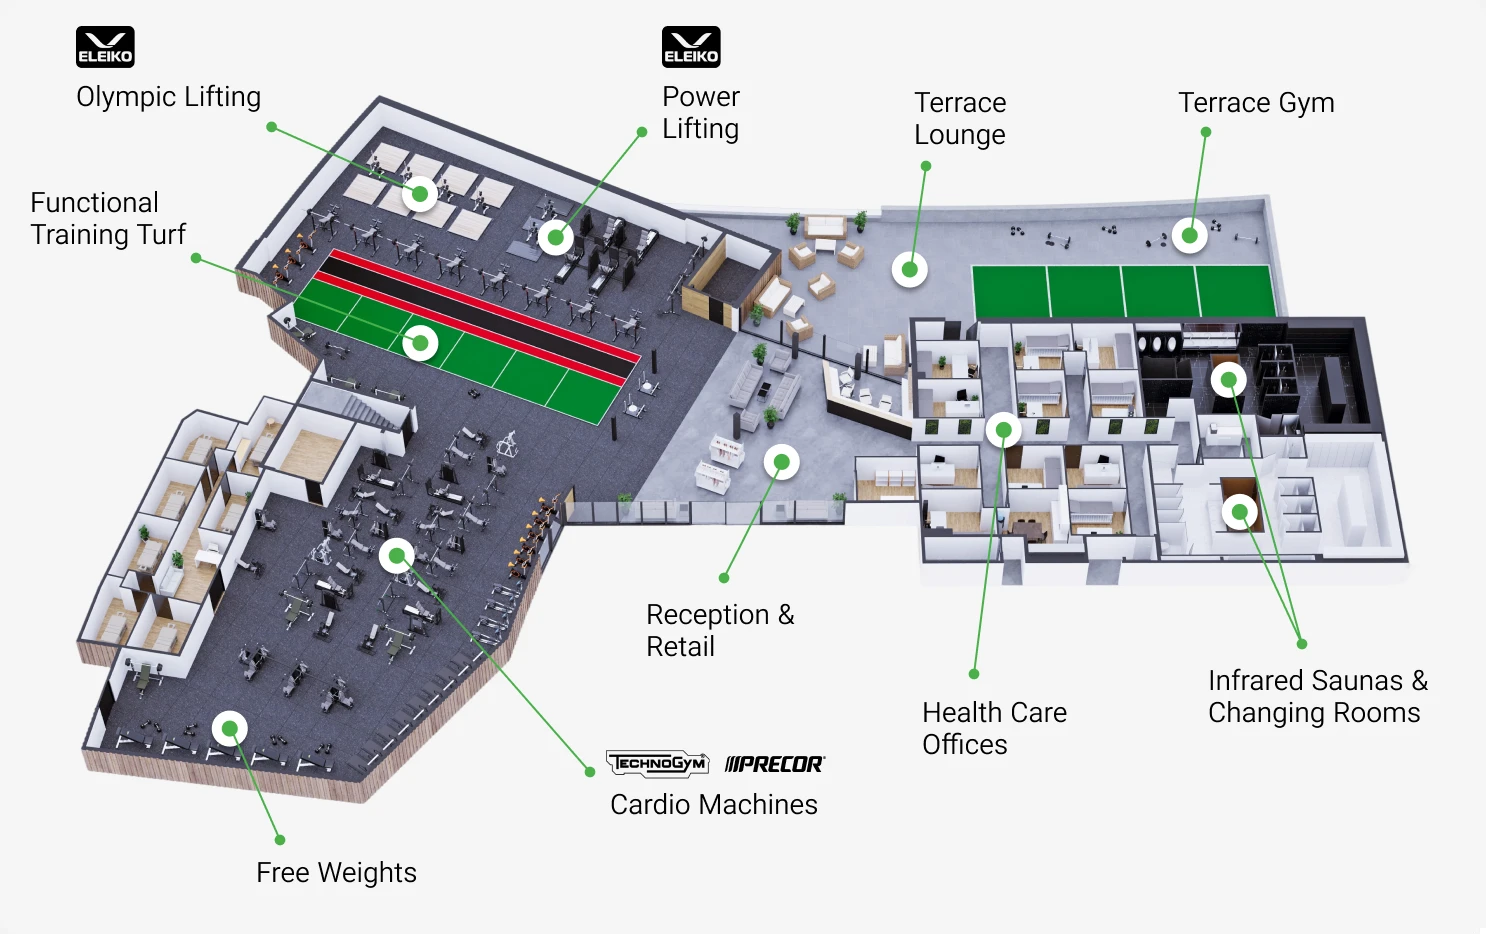 ELEIKO
Olympic Lifting
ELEIKO
Power
Lifting
Terrace
Lounge
Terrace Gym
Functional
Training Turf
Reception &
Retail
Health Care
Offices
Infrared Saunas &
Changing Rooms
TECHNOGYM PRECOR
Cardio Machines
Free Weights